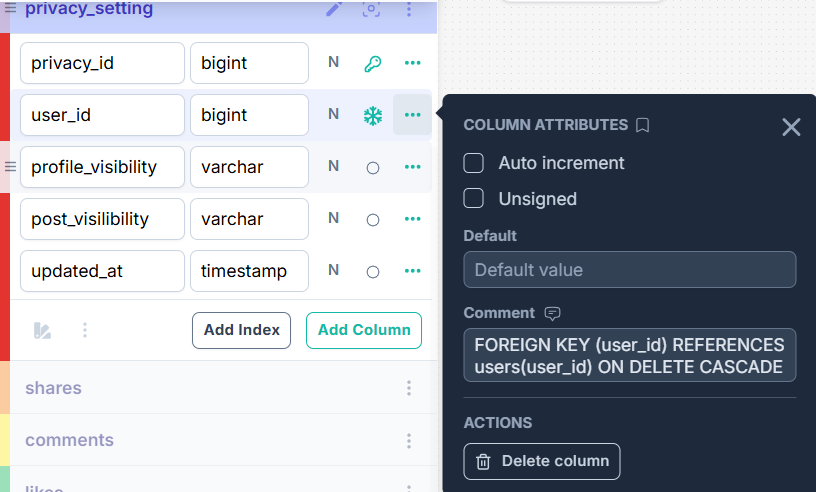 privacy_setting
privacy_id bigint N
user_id bigint N
profile_visibility varchar N
post_visilibility varchar N
updated_at timestamp N
Add Index Add Column
shares
comments
likes
COLUMN ATTRIBUTES
Auto increment
Unsigned
Default
Default value
Comment
FOREIGN KEY (user_id) REFERENCES
users(user_id) ON DELETE CASCADE
ACTIONS
Delete column